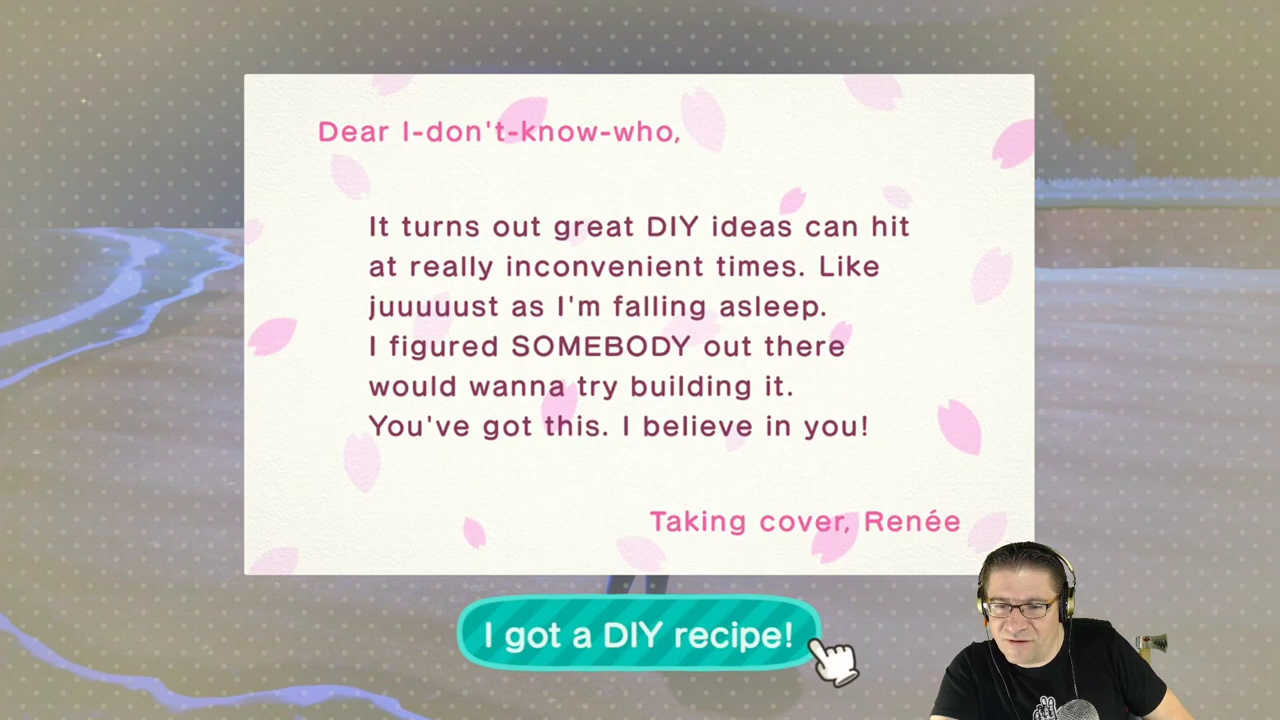 Dear I-don't-know-who,
It turns out great DIY ideas can hit
at really inconvenient times. Like
juuuuust as I'm falling asleep.
I figured SOMEBODY out there
would wanna try building it.
You've got this. I believe in you!
Taking cover, Renée
I got a DIY recipe!